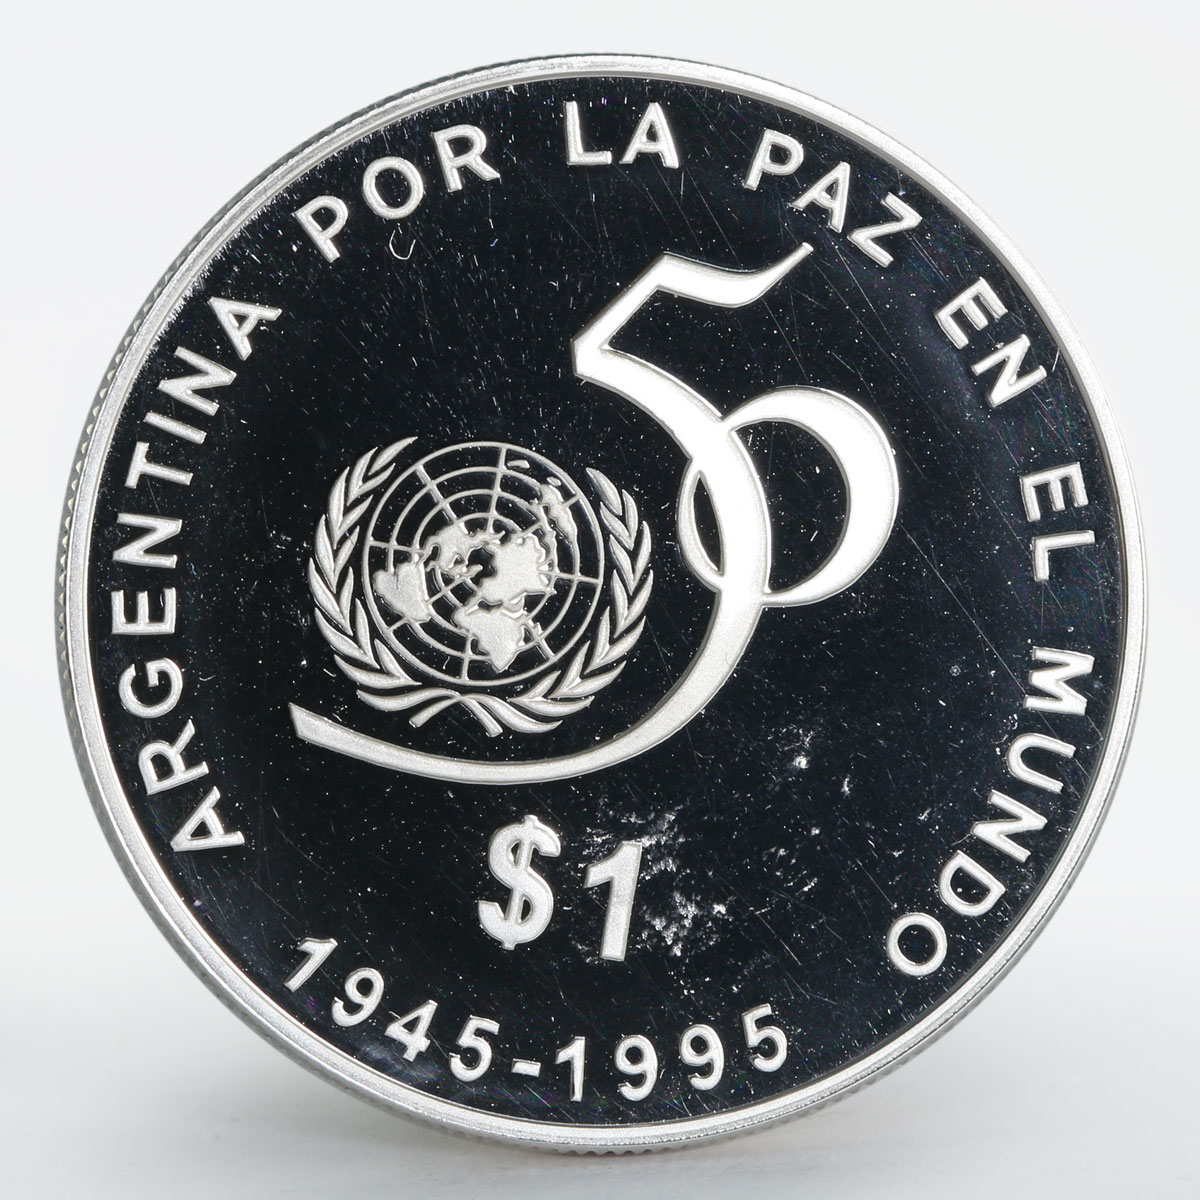 ARGENTINA POR LA PAZ EN EL MUNDO
50
$1
1945-1995